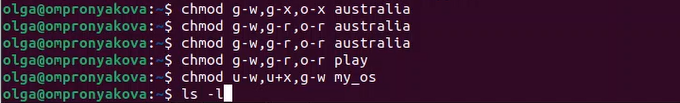 olga@ompronyakova:~$ chmod g-w,g-x,o-x australia
olga@ompronyakova:~$ chmod g-w,g-r,o-r australia
olga@ompronyakova:~$ chmod g-w,g-r,o-r australia
olga@ompronyakova:~$ chmod g-w,g-r,o-r play
olga@ompronyakova:~$ chmod u-w,u+x,g-w my_os
olga@ompronyakova:~$ ls -l